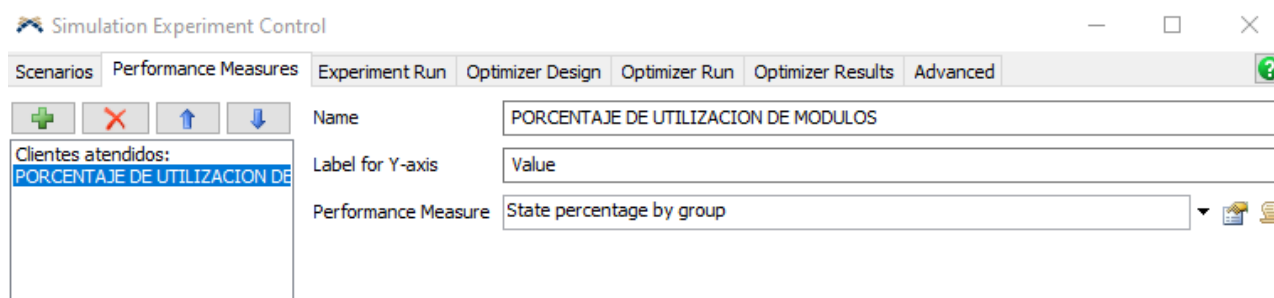 Simulation Experiment Control
Scenarios Performance Measures Experiment Run Optimizer Design Optimizer Run Optimizer Results Advanced
Name PORCENTAJE DE UTILIZACION DE MODULOS
Clientes atendidos:
PORCENTAJE DE UTILIZACION DE
Label for Y-axis Value
Performance Measure State percentage by group